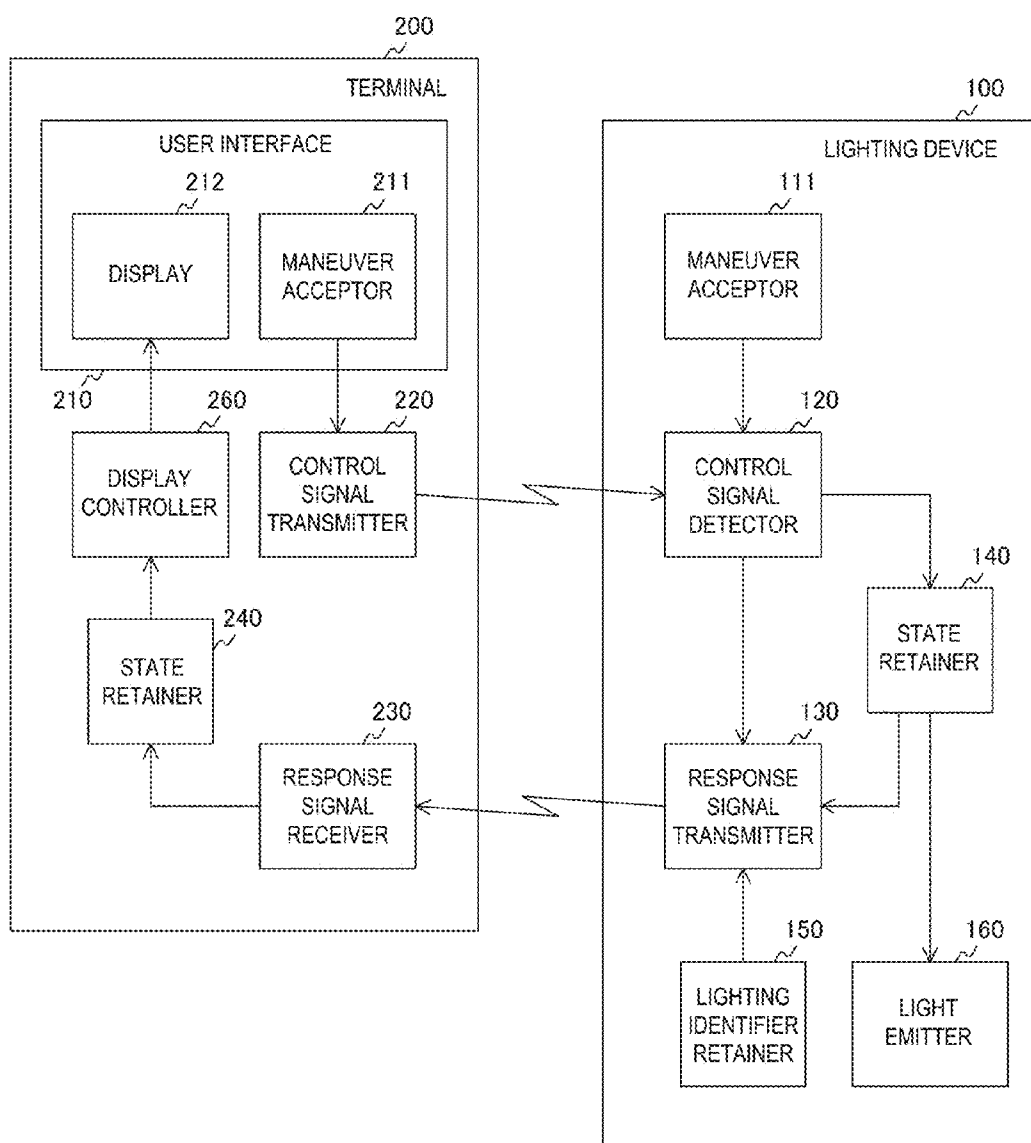 200
TERMINAL
USER INTERFACE
212
DISPLAY
211
MANEUVER
ACCEPTOR
210
260
DISPLAY
CONTROLLER
220
CONTROL
SIGNAL
TRANSMITTER
240
STATE
RETAINER
230
RESPONSE
SIGNAL
RECEIVER
100
LIGHTING DEVICE
111
MANEUVER
ACCEPTOR
120
CONTROL
SIGNAL
DETECTOR
140
STATE
RETAINER
130
RESPONSE
SIGNAL
TRANSMITTER
150
LIGHTING
IDENTIFIER
RETAINER
160
LIGHT
EMITTER